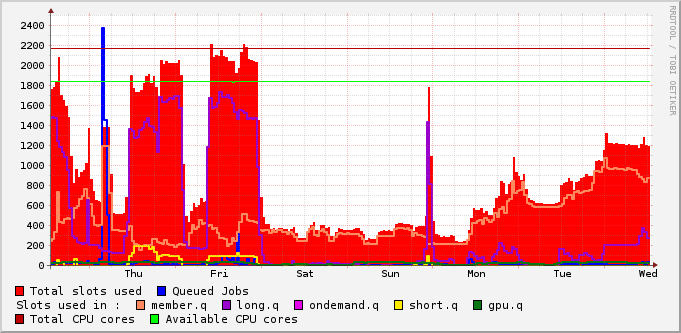 RRDTOOL / TOBI OETIKER
2400
2200
2000
1800
1600
1400
1200
1000
800
600
400
200
0
Thu Fri Sat Sun Mon Tue Wed
Total slots used Queued Jobs
Slots used in : member.q long.q ondemand.q short.q gpu.q
Total CPU cores Available CPU cores